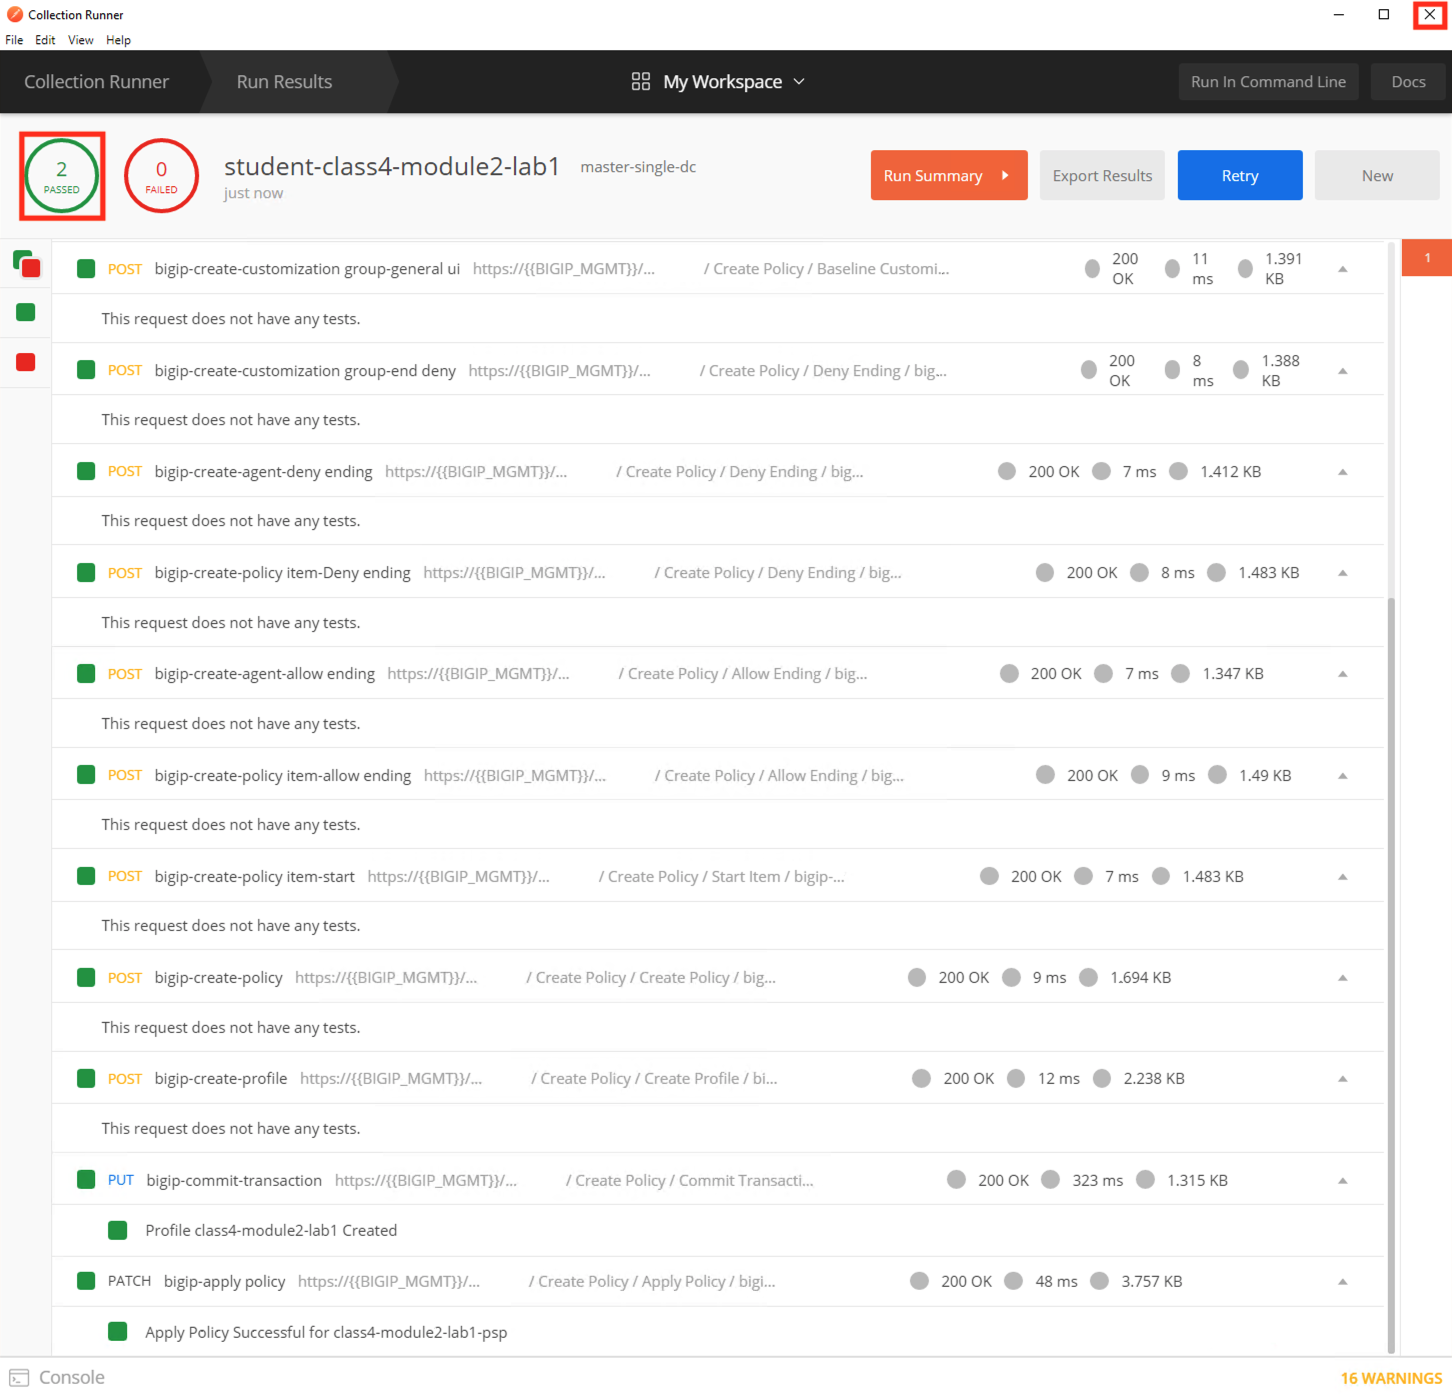 Collection Runner
File Edit View Help
Collection Runner Run Results My Workspace Run In Command Line Docs
2 PASSED
0 FAILED
student-class4-module2-lab1 master-single-dc
just now
Run Summary Export Results Retry New
1
POST bigip-create-customization group-general ui https://{{BIGIP_MGMT}}/... / Create Policy / Baseline Customi... 200 OK 11 ms 1.391 KB
This request does not have any tests.
POST bigip-create-customization group-end deny https://{{BIGIP_MGMT}}/... / Create Policy / Deny Ending / big... 200 OK 8 ms 1.388 KB
This request does not have any tests.
POST bigip-create-agent-deny ending https://{{BIGIP_MGMT}}/... / Create Policy / Deny Ending / big... 200 OK 7 ms 1.412 KB
This request does not have any tests.
POST bigip-create-policy item-Deny ending https://{{BIGIP_MGMT}}/... / Create Policy / Deny Ending / big... 200 OK 8 ms 1.483 KB
This request does not have any tests.
POST bigip-create-agent-allow ending https://{{BIGIP_MGMT}}/... / Create Policy / Allow Ending / big... 200 OK 7 ms 1.347 KB
This request does not have any tests.
POST bigip-create-policy item-allow ending https://{{BIGIP_MGMT}}/... / Create Policy / Allow Ending / big... 200 OK 9 ms 1.49 KB
This request does not have any tests.
POST bigip-create-policy item-start https://{{BIGIP_MGMT}}/... / Create Policy / Start Item / bigip-... 200 OK 7 ms 1.483 KB
This request does not have any tests.
POST bigip-create-policy https://{{BIGIP_MGMT}}/... / Create Policy / Create Policy / big... 200 OK 9 ms 1.694 KB
This request does not have any tests.
POST bigip-create-profile https://{{BIGIP_MGMT}}/... / Create Policy / Create Profile / bi... 200 OK 12 ms 2.238 KB
This request does not have any tests.
PUT bigip-commit-transaction https://{{BIGIP_MGMT}}/... / Create Policy / Commit Transacti... 200 OK 323 ms 1.315 KB
Profile class4-module2-lab1 Created
PATCH bigip-apply policy https://{{BIGIP_MGMT}}/... / Create Policy / Apply Policy / bigi... 200 OK 48 ms 3.757 KB
Apply Policy Successful for class4-module2-lab1-psp
Console 16 WARNINGS